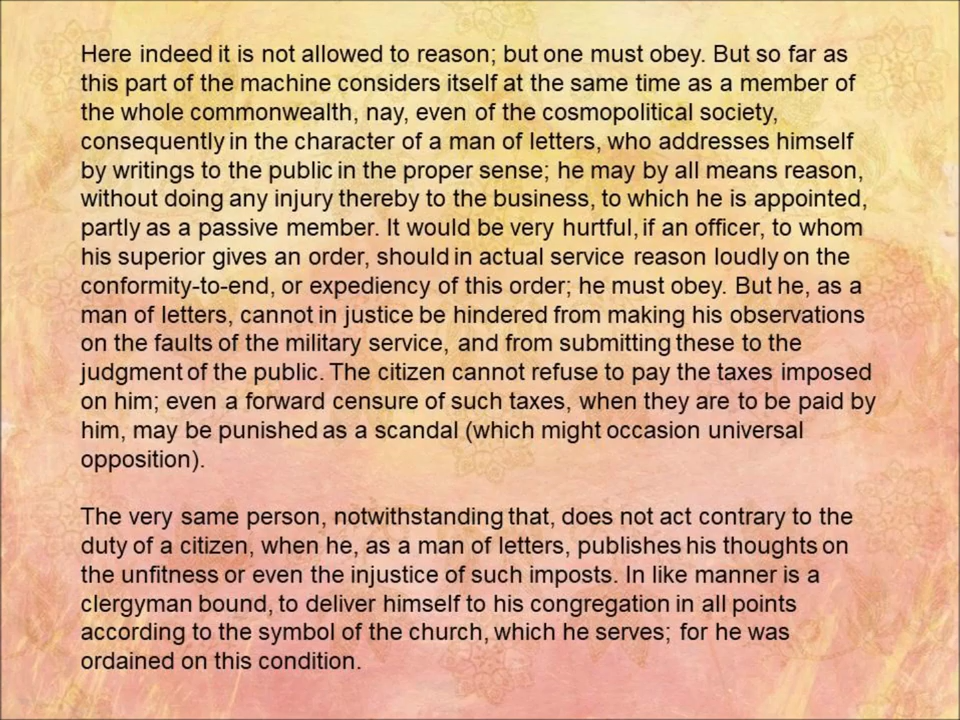 Here indeed it is not allowed to reason; but one must obey. But so far as
this part of the machine considers itself at the same time as a member of
the whole commonwealth, nay, even of the cosmopolitical society,
consequently in the character of a man of letters, who addresses himself
by writings to the public in the proper sense; he may by all means reason,
without doing any injury thereby to the business, to which he is appointed,
partly as a passive member. It would be very hurtful, if an officer, to whom
his superior gives an order, should in actual service reason loudly on the
conformity-to-end, or expediency of this order; he must obey. But he, as a
man of letters, cannot in justice be hindered from making his observations
on the faults of the military service, and from submitting these to the
judgment of the public. The citizen cannot refuse to pay the taxes imposed
on him; even a forward censure of such taxes, when they are to be paid by
him, may be punished as a scandal (which might occasion universal
opposition).

The very same person, notwithstanding that, does not act contrary to the
duty of a citizen, when he, as a man of letters, publishes his thoughts on
the unfitness or even the injustice of such imposts. In like manner is a
clergyman bound, to deliver himself to his congregation in all points
according to the symbol of the church, which he serves; for he was
ordained on this condition.